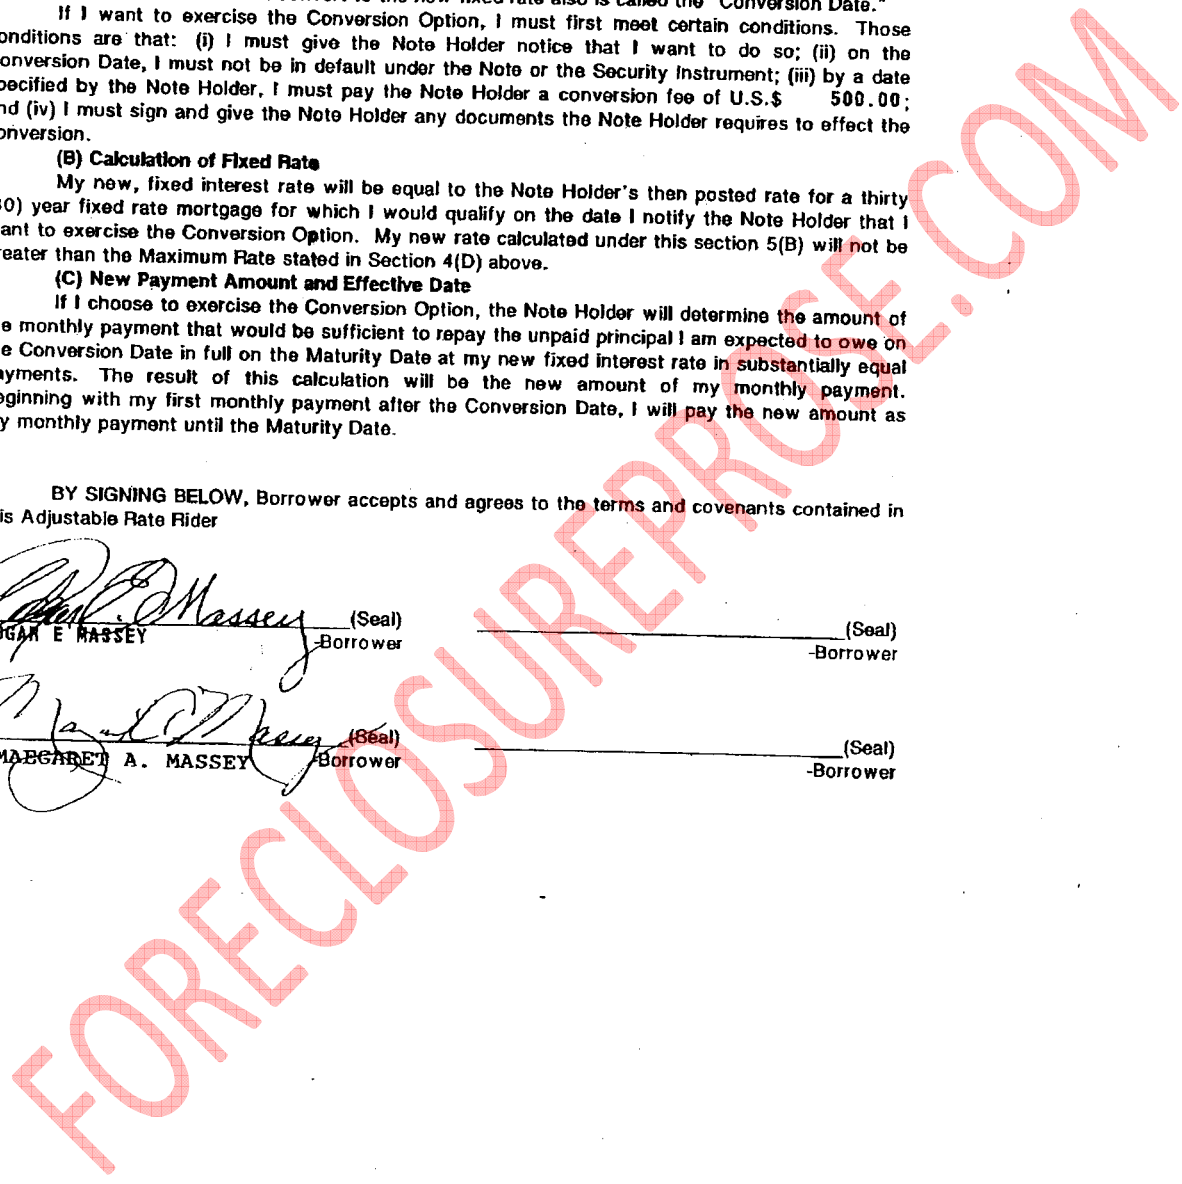 "Conversion Date."
If I want to exercise the Conversion Option, I must first meet certain conditions. Those
onditions are that: (i) I must give the Note Holder notice that I want to do so; (ii) on the
onversion Date, I must not be in default under the Note or the Security Instrument; (iii) by a date
pecified by the Note Holder, I must pay the Note Holder a conversion fee of U.S.$ 500.00;
nd (iv) I must sign and give the Note Holder any documents the Note Holder requires to effect the
onversion.
(B) Calculation of Fixed Rate
My new, fixed interest rate will be equal to the Note Holder's then posted rate for a thirty
30) year fixed rate mortgage for which I would qualify on the date I notify the Note Holder that I
ant to exercise the Conversion Option. My new rate calculated under this section 5(B) will not be
reater than the Maximum Rate stated in Section 4(D) above.
(C) New Payment Amount and Effective Date
If I choose to exercise the Conversion Option, the Note Holder will determine the amount of
e monthly payment that would be sufficient to repay the unpaid principal I am expected to owe on
e Conversion Date in full on the Maturity Date at my new fixed interest rate in substantially equal
ayments. The result of this calculation will be the new amount of my monthly payment.
eginning with my first monthly payment after the Conversion Date, I will pay the new amount as
y monthly payment until the Maturity Date.
BY SIGNING BELOW, Borrower accepts and agrees to the terms and covenants contained in
is Adjustable Rate Rider
E Massey (Seal)
GAR E MASSEY -Borrower
(Seal)
-Borrower
Massey (Seal)
MARGARET A. MASSEY -Borrower
(Seal)
-Borrower
FORECLOSUREPROSE.COM